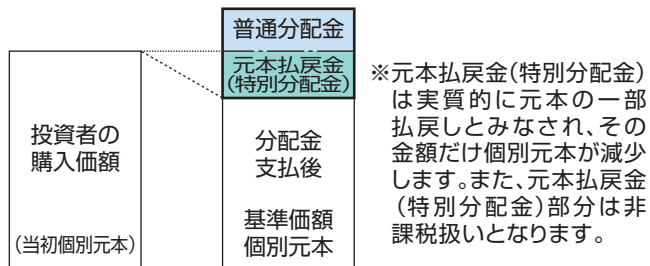 普通分配金
元本払戻金
(特別分配金)
投資者の
購入価額
(当初個別元本)
分配金
支払後
基準価額
個別元本
※元本払戻金(特別分配金)
は実質的に元本の一部
払戻しとみなされ、その
金額だけ個別元本が減少
します。また、元本払戻金
(特別分配金)部分は非
課税扱いとなります。